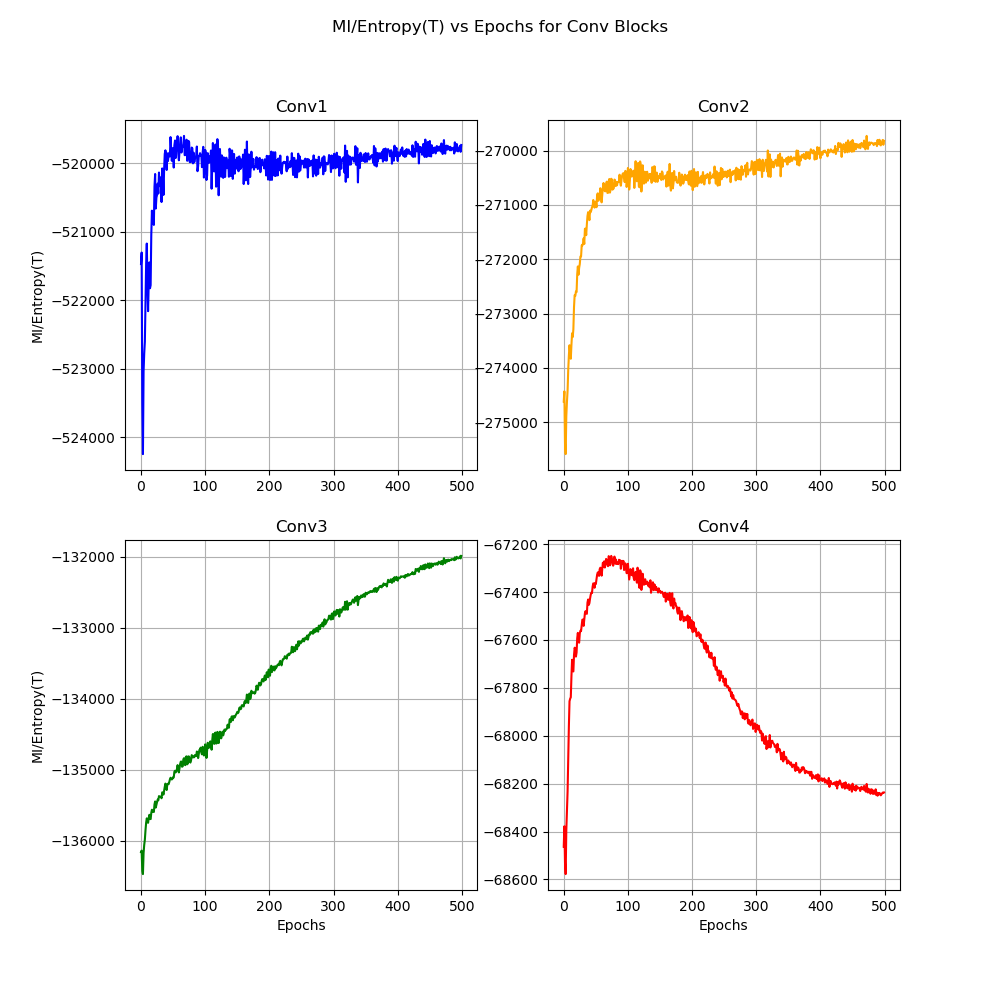 MI/Entropy(T) vs Epochs for Conv Blocks
Conv1
MI/Entropy(T)
−520000
−521000
−522000
−523000
−524000
0 100 200 300 400 500
Conv2
−270000
−271000
−272000
−273000
−274000
−275000
0 100 200 300 400 500
Conv3
MI/Entropy(T)
−132000
−133000
−134000
−135000
−136000
0 100 200 300 400 500
Epochs
Conv4
−67200
−67400
−67600
−67800
−68000
−68200
−68400
−68600
0 100 200 300 400 500
Epochs